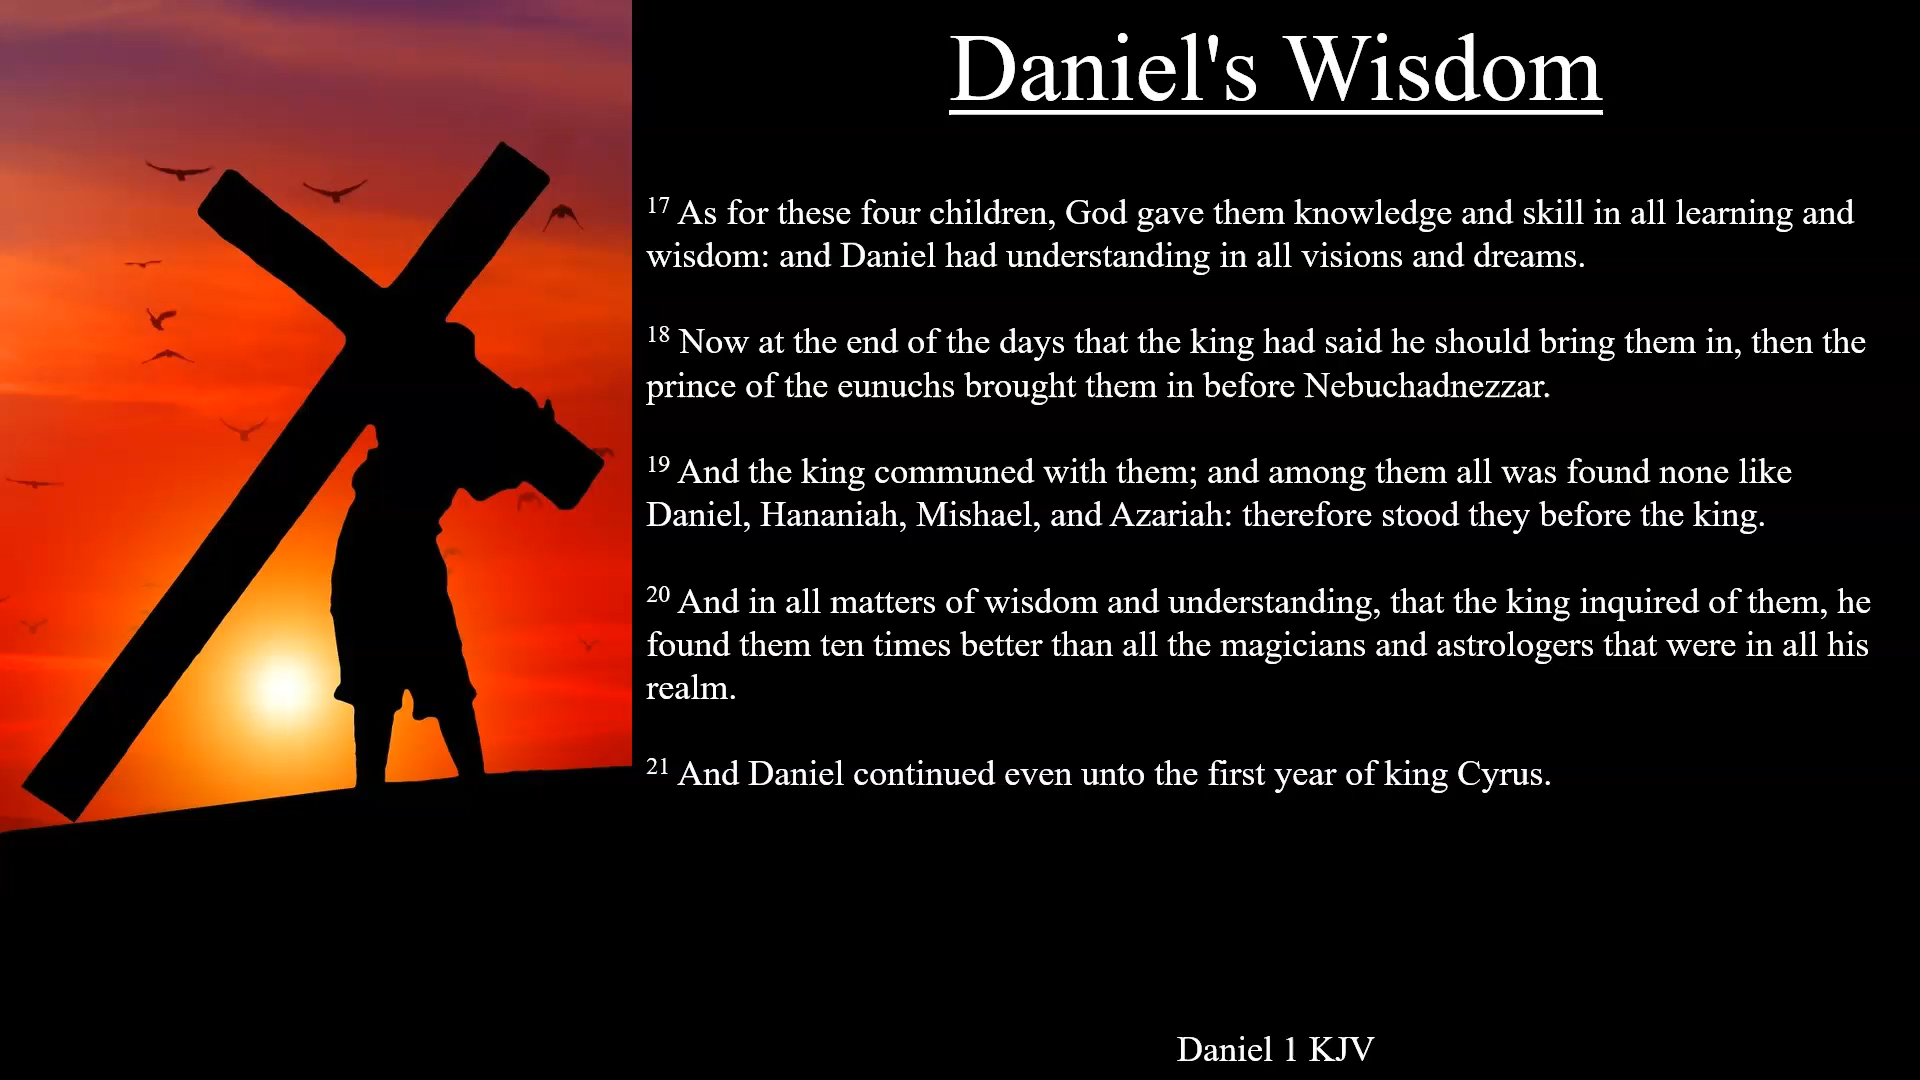 Daniel's Wisdom
17 As for these four children, God gave them knowledge and skill in all learning and
wisdom: and Daniel had understanding in all visions and dreams.
18 Now at the end of the days that the king had said he should bring them in, then the
prince of the eunuchs brought them in before Nebuchadnezzar.
19 And the king communed with them; and among them all was found none like
Daniel, Hananiah, Mishael, and Azariah: therefore stood they before the king.
20 And in all matters of wisdom and understanding, that the king inquired of them, he
found them ten times better than all the magicians and astrologers that were in all his
realm.
21 And Daniel continued even unto the first year of king Cyrus.
Daniel 1 KJV